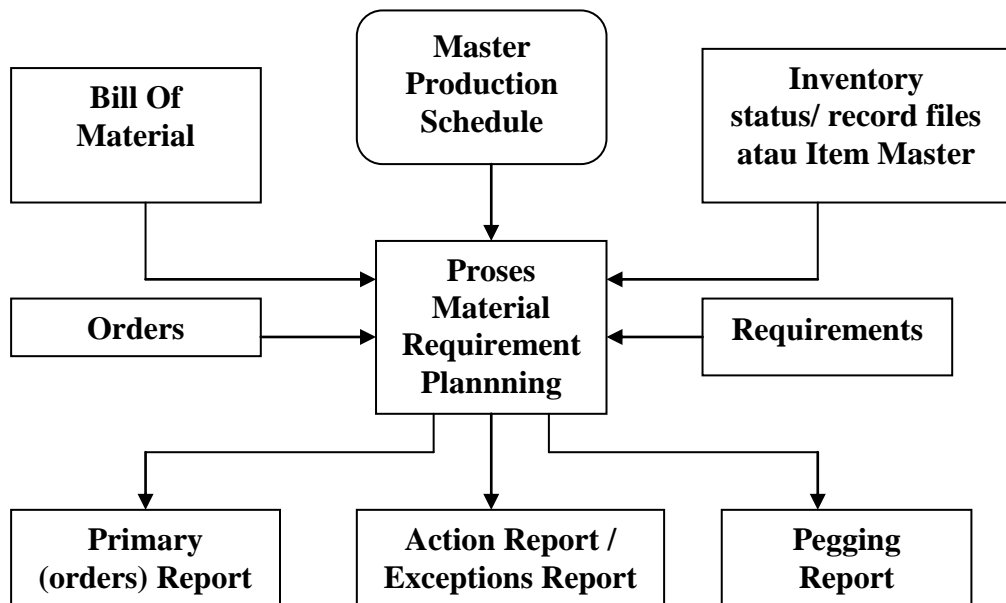 Master
Production
Schedule
Bill Of
Material
Inventory
status/ record files
atau Item Master
Proses
Material
Requirement
Plannning
Orders
Requirements
Primary
(orders) Report
Action Report /
Exceptions Report
Pegging
Report